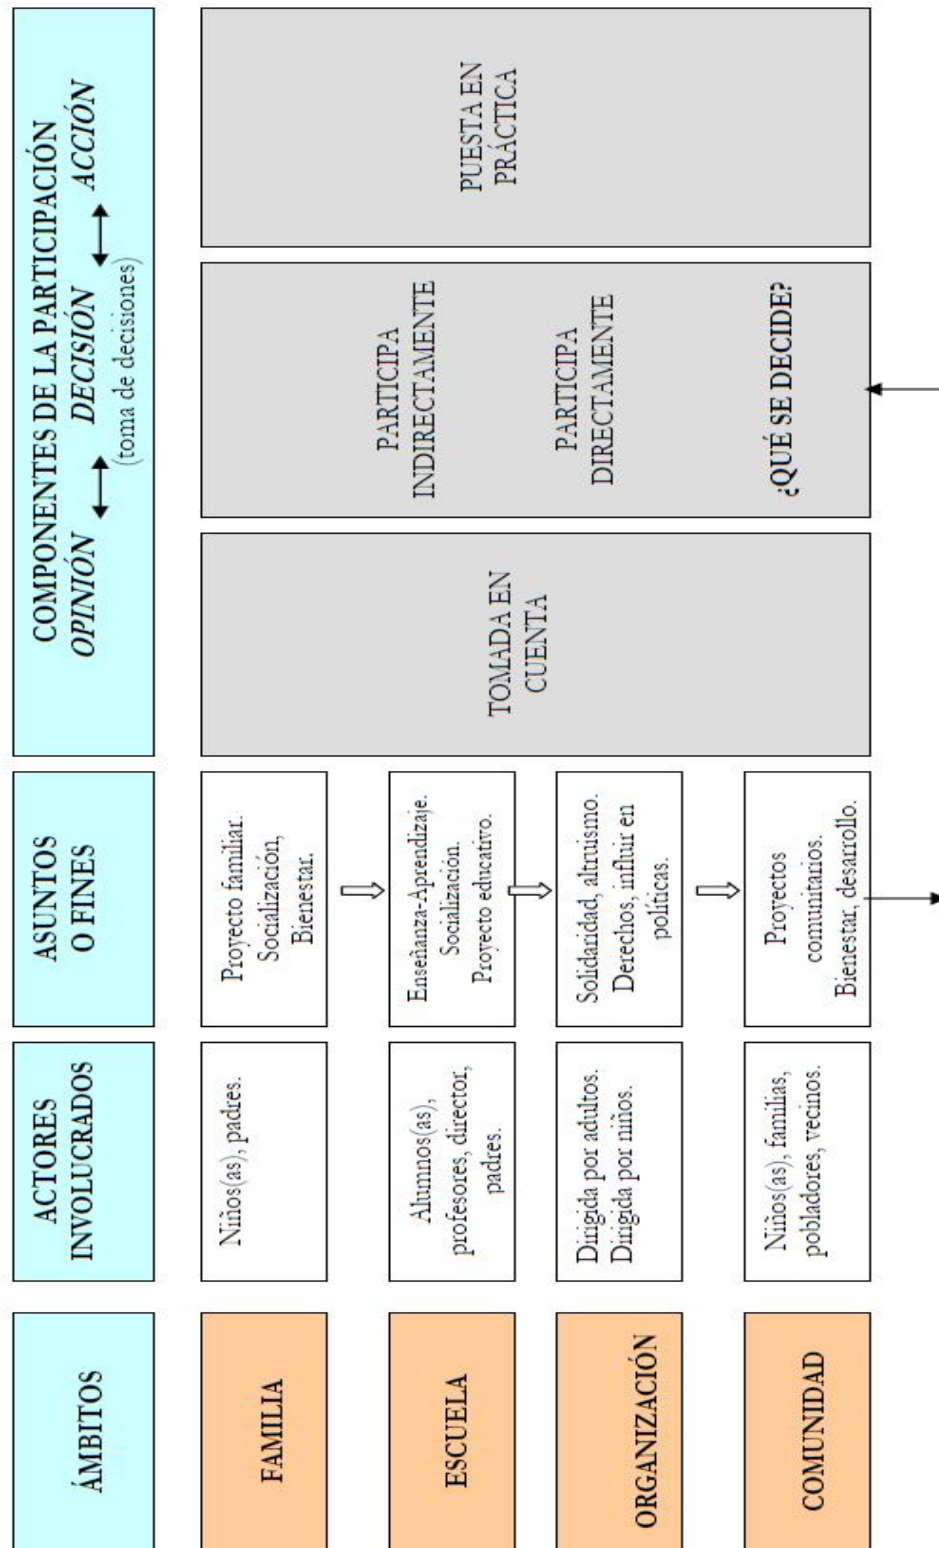 ÁMBITOS
ACTORES
INVOLUCRADOS
ASUNTOS
O FINES
COMPONENTES DE LA PARTICIPACIÓN
OPINIÓN DECISIÓN ACCIÓN
(toma de decisiones)
FAMILIA
Niños(as), padres.
Proyecto familiar.
Socialización,
Bienestar.
ESCUELA
Alumnos(as),
profesores, director,
padres.
Enseñanza-Aprendizaje.
Socialización.
Proyecto educativo.
ORGANIZACIÓN
Dirigida por adultos.
Dirigida por niños.
Solidaridad, altruismo.
Derechos, influir en
políticas.
COMUNIDAD
Niños(as), familias,
pobladores, vecinos.
Proyectos
comunitarios.
Bienestar, desarrollo.
TOMADA EN
CUENTA
PARTICIPA
INDIRECTAMENTE
PARTICIPA
DIRECTAMENTE
¿QUÉ SE DECIDE?
PUESTA EN
PRÁCTICA